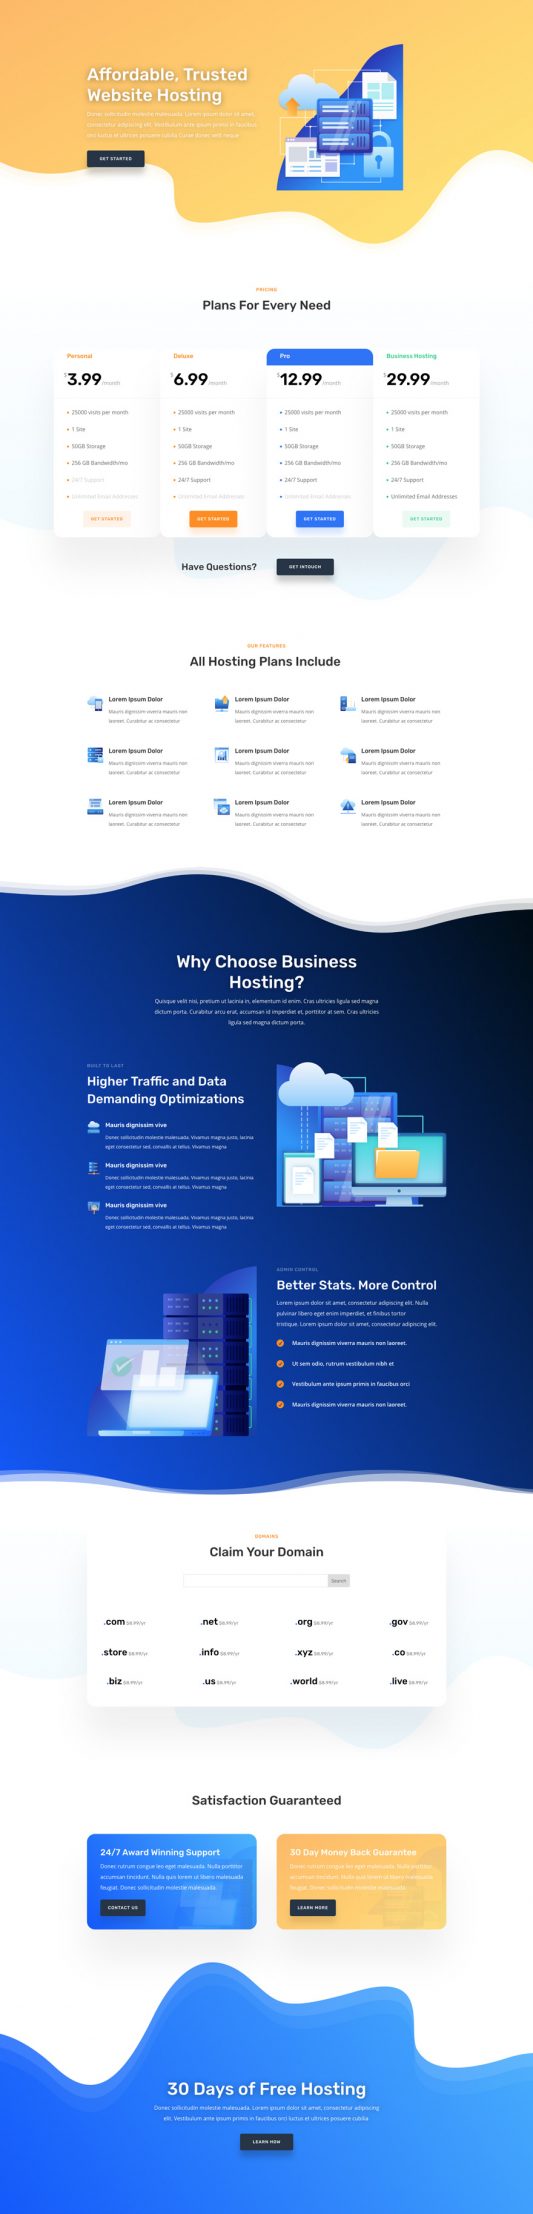 Affordable, Trusted
Website Hosting
Donec sollicitudin molestie malesuada. Lorem ipsum dolor sit amet,
consectetur adipiscing elit. Vestibulum ante ipsum primis in faucibus
orci luctus et ultrices posuere cubilia Curae donec velit neque
GET STARTED
PRICING
Plans For Every Need
Personal
$3.99/month
25000 visits per month
1 Site
50GB Storage
256 GB Bandwidth/mo
24/7 Support
Unlimited Email Addresses
GET STARTED
Deluxe
$6.99/month
25000 visits per month
1 Site
50GB Storage
256 GB Bandwidth/mo
24/7 Support
Unlimited Email Addresses
GET STARTED
Pro
$12.99/month
25000 visits per month
1 Site
50GB Storage
256 GB Bandwidth/mo
24/7 Support
Unlimited Email Addresses
GET STARTED
Business Hosting
$29.99/month
25000 visits per month
1 Site
50GB Storage
256 GB Bandwidth/mo
24/7 Support
Unlimited Email Addresses
GET STARTED
Have Questions?
GET INTOUCH
OUR FEATURES
All Hosting Plans Include
Lorem Ipsum Dolor
Mauris dignissim viverra mauris non
laoreet. Curabitur ac consectetur
Lorem Ipsum Dolor
Mauris dignissim viverra mauris non
laoreet. Curabitur ac consectetur
Lorem Ipsum Dolor
Mauris dignissim viverra mauris non
laoreet. Curabitur ac consectetur
Lorem Ipsum Dolor
Mauris dignissim viverra mauris non
laoreet. Curabitur ac consectetur
Lorem Ipsum Dolor
Mauris dignissim viverra mauris non
laoreet. Curabitur ac consectetur
Lorem Ipsum Dolor
Mauris dignissim viverra mauris non
laoreet. Curabitur ac consectetur
Lorem Ipsum Dolor
Mauris dignissim viverra mauris non
laoreet. Curabitur ac consectetur
Lorem Ipsum Dolor
Mauris dignissim viverra mauris non
laoreet. Curabitur ac consectetur
Lorem Ipsum Dolor
Mauris dignissim viverra mauris non
laoreet. Curabitur ac consectetur
Why Choose Business
Hosting?
Quisque velit nisi, pretium ut lacinia in, elementum id enim. Cras ultricies ligula sed magna
dictum porta. Curabitur arcu erat, accumsan id imperdiet et, porttitor at sem. Cras ultricies
ligula sed magna dictum porta.
BUILT TO LAST
Higher Traffic and Data
Demanding Optimizations
Mauris dignissim vive
Donec sollicitudin molestie malesuada. Vivamus magna justo, lacinia
eget consectetur sed, convallis at tellus. Vivamus magna
Mauris dignissim vive
Donec sollicitudin molestie malesuada. Vivamus magna justo, lacinia
eget consectetur sed, convallis at tellus. Vivamus magna
Mauris dignissim vive
Donec sollicitudin molestie malesuada. Vivamus magna justo, lacinia
eget consectetur sed, convallis at tellus. Vivamus magna
ADMIN CONTROL
Better Stats. More Control
Lorem ipsum dolor sit amet, consectetur adipiscing elit. Nulla
pulvinar libero eget enim imperdiet, et finibus tortor
tristique. Lorem ipsum dolor sit amet, consectetur adipiscing elit.
Mauris dignissim viverra mauris non laoreet.
Ut sem odio, rutrum vestibulum nibh et
Vestibulum ante ipsum primis in faucibus orci
Mauris dignissim viverra mauris non laoreet.
DOMAINS
Claim Your Domain
Search
.com $8.99/yr
.net $8.99/yr
.org $8.99/yr
.gov $8.99/yr
.store $8.99/yr
.info $8.99/yr
.xyz $8.99/yr
.co $8.99/yr
.biz $8.99/yr
.us $8.99/yr
.world $8.99/yr
.live $8.99/yr
Satisfaction Guaranteed
24/7 Award Winning Support
Donec rutrum congue leo eget malesuada. Nulla porttitor
accumsan tincidunt. Nulla quis lorem ut libero malesuada
feugiat. Donec sollicitudin molestie malesuada.
CONTACT US
30 Day Money Back Guarantee
Donec rutrum congue leo eget malesuada. Nulla porttitor
accumsan tincidunt. Nulla quis lorem ut libero malesuada
feugiat. Donec sollicitudin molestie malesuada.
LEARN MORE
30 Days of Free Hosting
Donec sollicitudin molestie malesuada. Lorem ipsum dolor sit amet, consectetur adipiscing
elit. Vestibulum ante ipsum primis in faucibus orci luctus et ultrices posuere cubilia
LEARN HOW